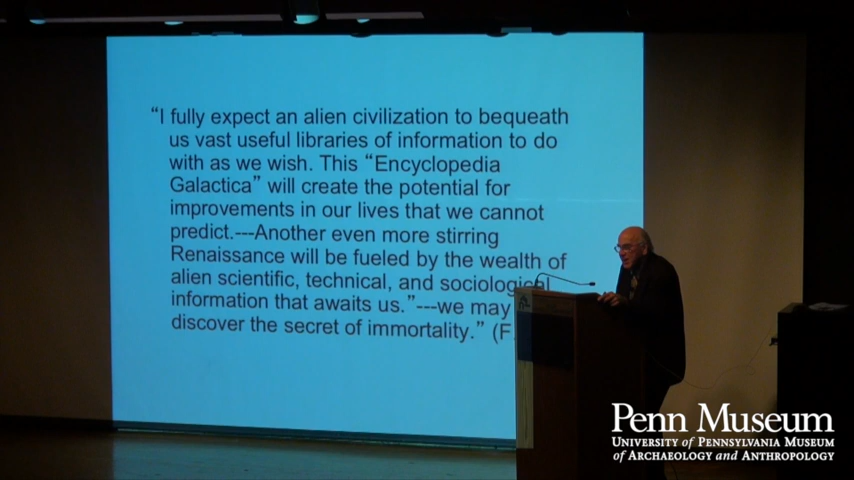 “I fully expect an alien civilization to bequeath
us vast useful libraries of information to do
with as we wish. This “Encyclopedia
Galactica” will create the potential for
improvements in our lives that we cannot
predict.---Another even more stirring
Renaissance will be fueled by the wealth of
alien scientific, technical, and sociological
information that awaits us.”---we may
discover the secret of immortality.” (F
Penn Museum
University of Pennsylvania Museum
of Archaeology and Anthropology